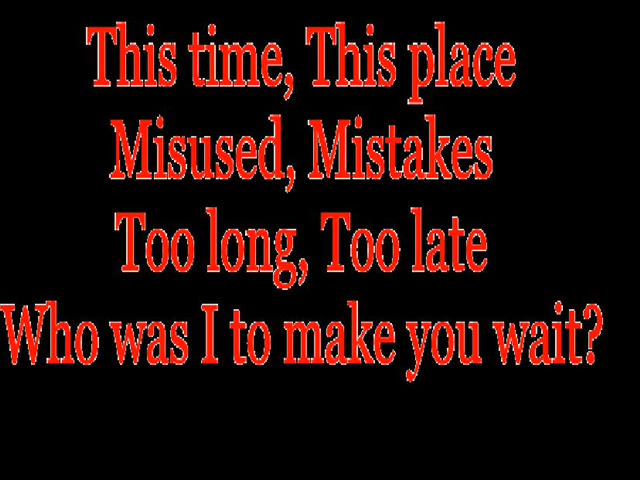 This time, This place
Misused, Mistakes
Too long, Too late
Who was I to make you wait?